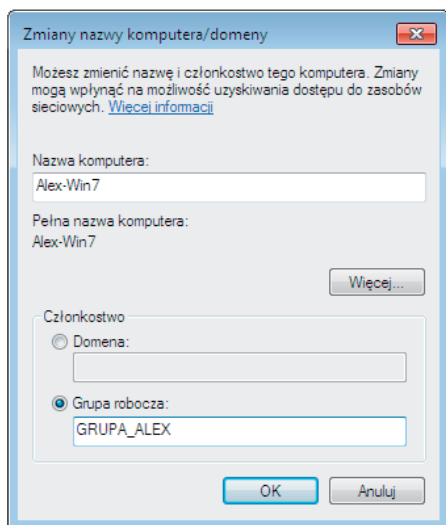 Zmiany nazwy komputera/domeny
Możesz zmienić nazwę i członkostwo tego komputera. Zmiany
mogą wpłynąć na możliwość uzyskiwania dostępu do zasobów
sieciowych. Więcej informacji
Nazwa komputera:
Alex-Win7
Pełna nazwa komputera:
Alex-Win7
Więcej...
Członkostwo
Domena:
Grupa robocza:
GRUPA_ALEX
OK Anuluj